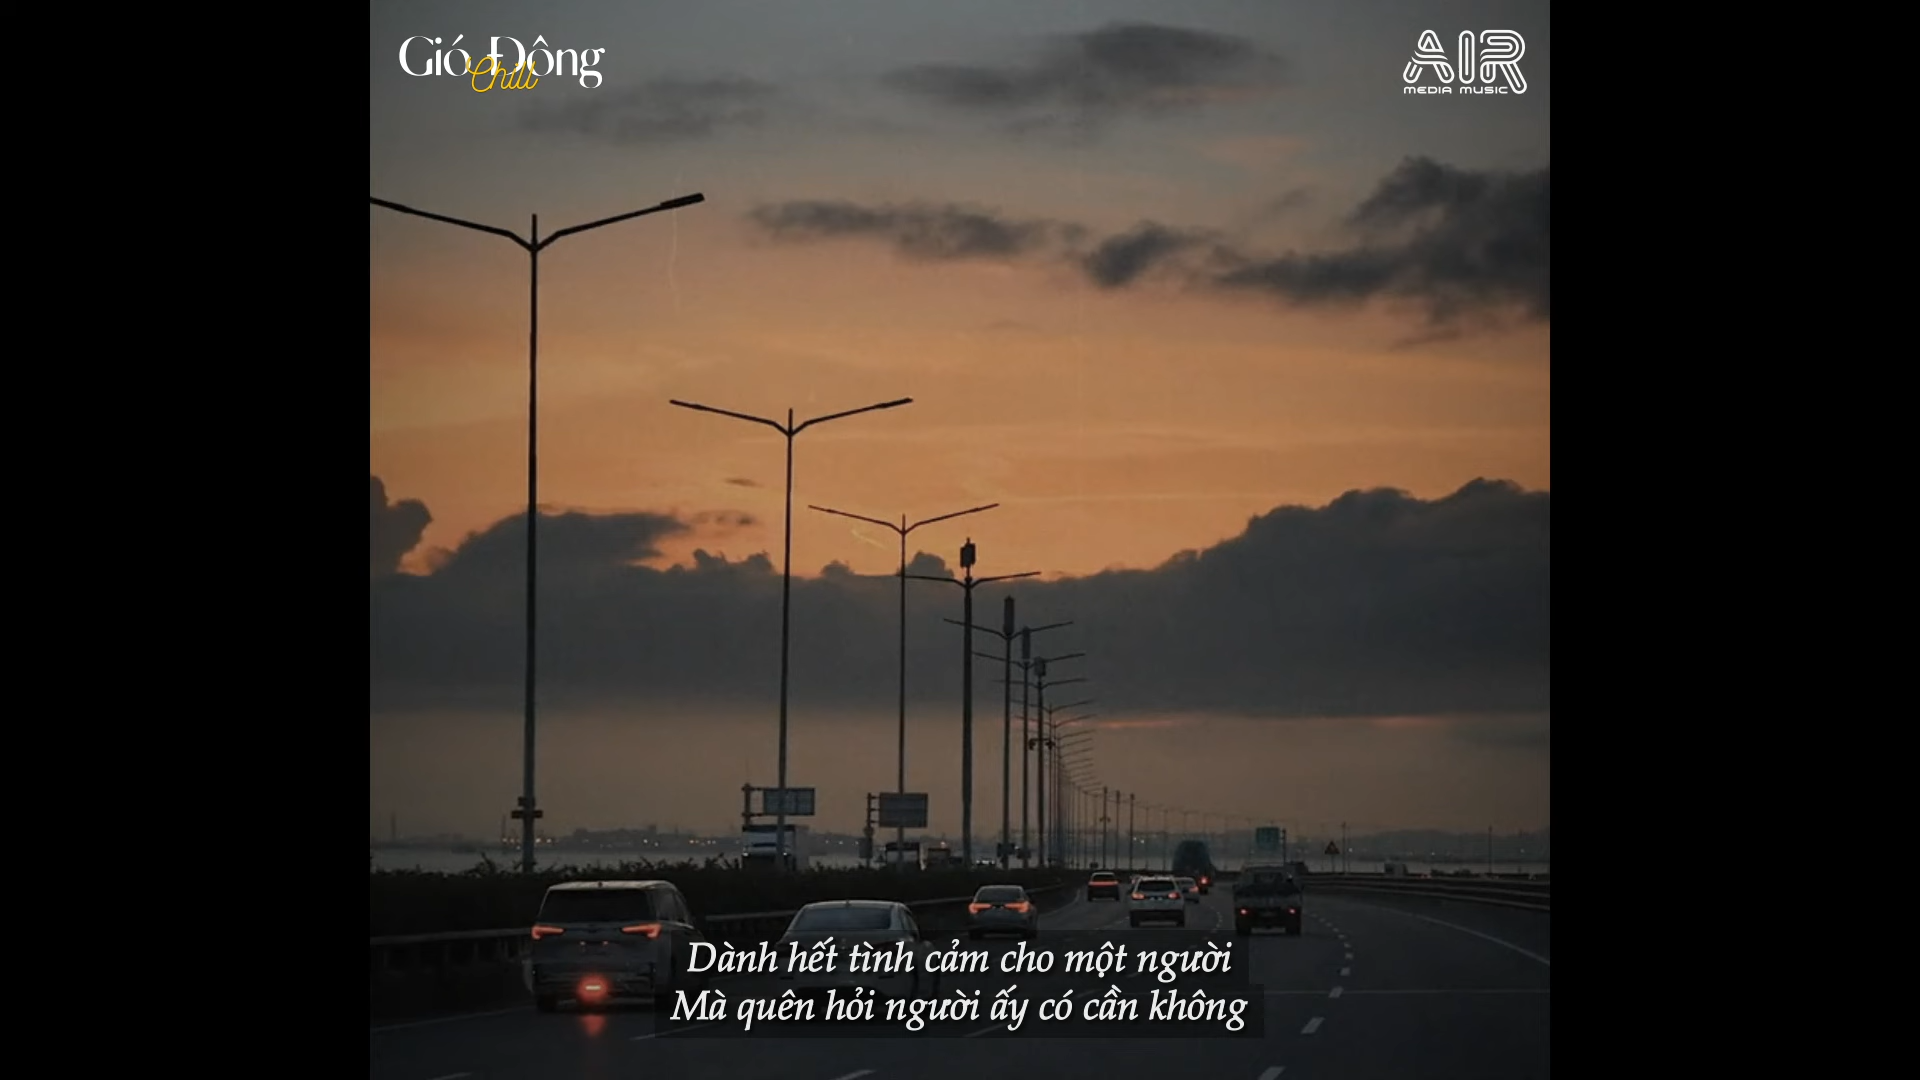 Gió Đông
Chill
AIR
MEDIA MUSIC
Dành hết tình cảm cho một người
Mà quên hỏi người ấy có cần không